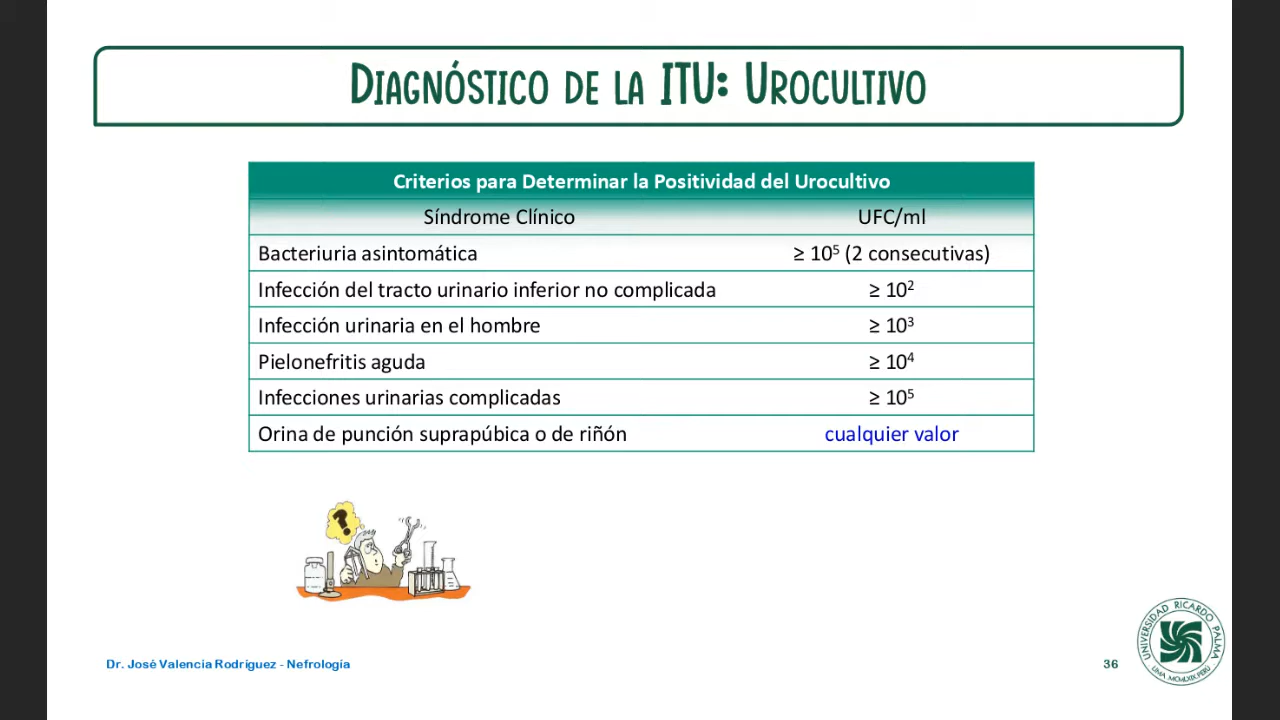 Diagnóstico de la ITU: Urocultivo
Criterios para Determinar la Positividad del Urocultivo
Síndrome Clínico UFC/ml
Bacteriuria asintomática ≥ 10⁵ (2 consecutivas)
Infección del tracto urinario inferior no complicada ≥ 10²
Infección urinaria en el hombre ≥ 10³
Pielonefritis aguda ≥ 10⁴
Infecciones urinarias complicadas ≥ 10⁵
Orina de punción suprapúbica o de riñón cualquier valor
?
Dr. José Valencia Rodríguez - Nefrología
36
UNIVERSIDAD RICARDO PALMA
LIMA